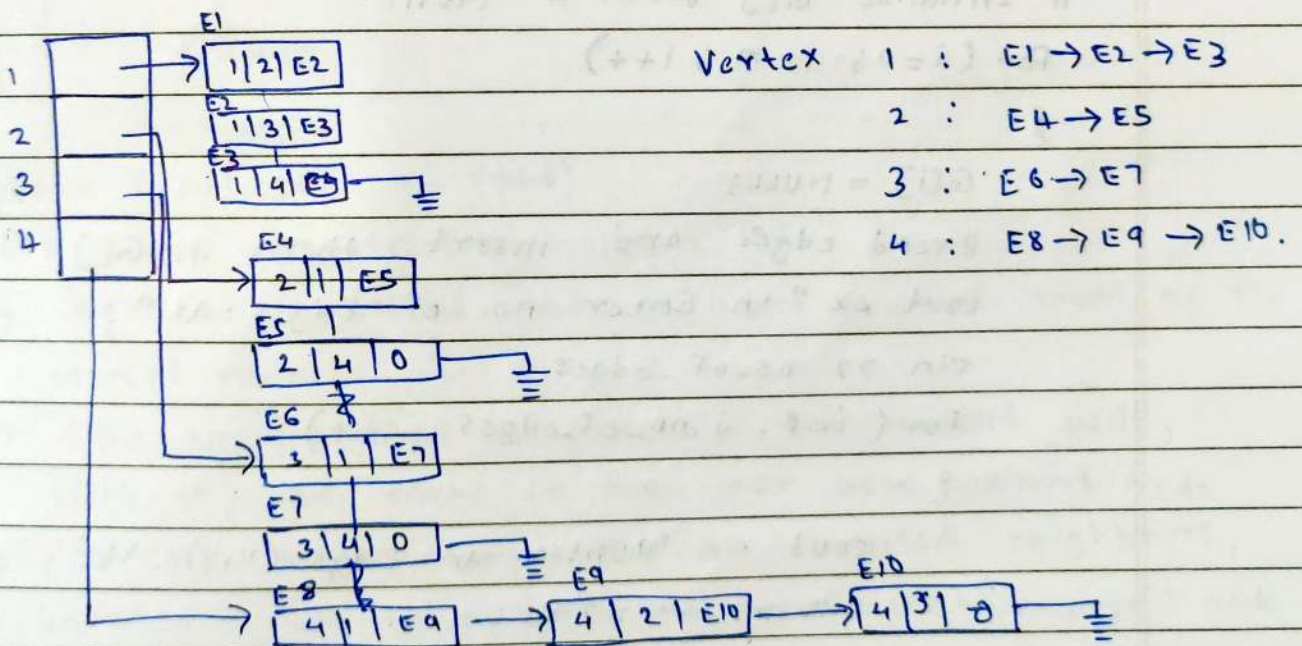 E1
1 | 2 | E2
Vertex 1 : E1 → E2 → E3
1
E2
1 | 3 | E3
2 : E4 → E5
2
E3
1 | 4 |
3 : E6 → E7
3
E4
4 : E8 → E9 → E10.
4
2 | 1 | E5
E5
2 | 4 | 0
E6
3 | 1 | E7
E7
3 | 4 | 0
E8
E9
E10
4 | 1 | E9
4 | 2 | E10
4 | 3 | 0